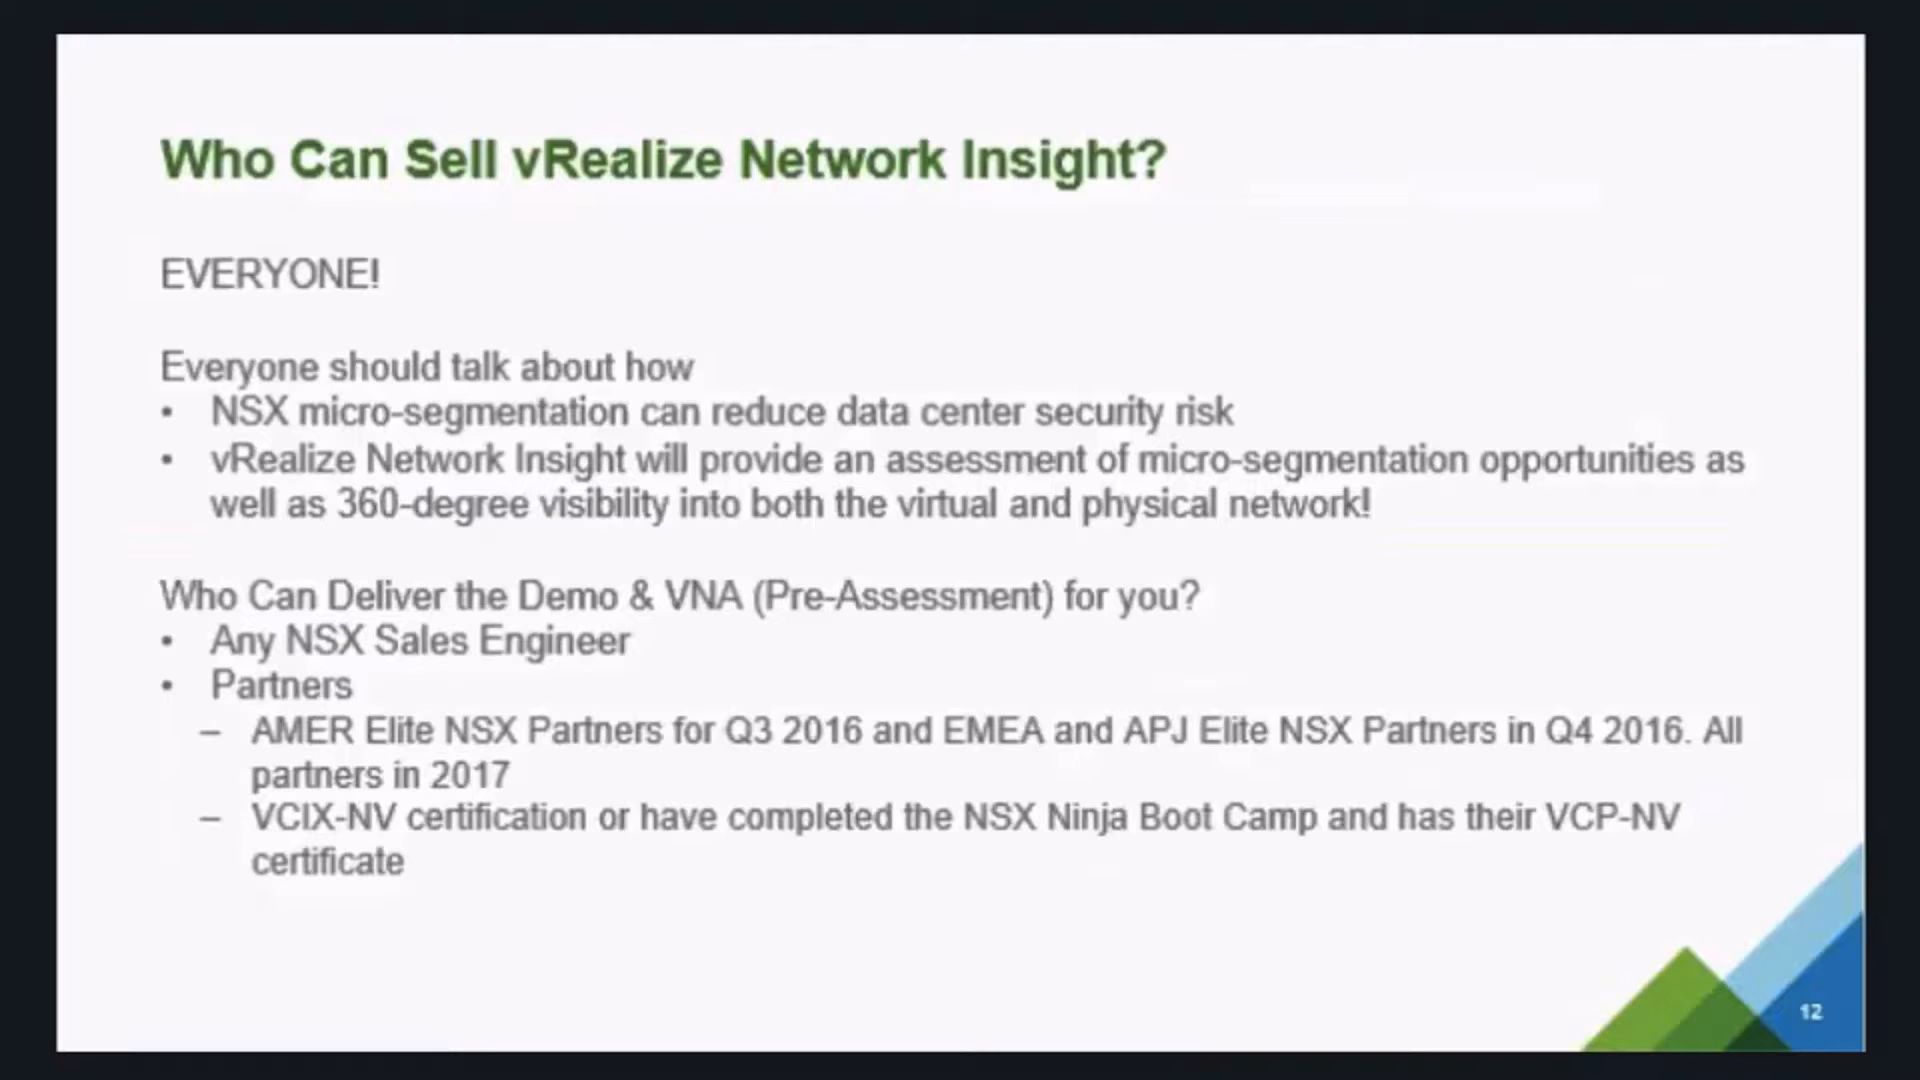 Who Can Sell vRealize Network Insight?
EVERYONE!
Everyone should talk about how
• NSX micro-segmentation can reduce data center security risk
• vRealize Network Insight will provide an assessment of micro-segmentation opportunities as
well as 360-degree visibility into both the virtual and physical network!
Who Can Deliver the Demo & VNA (Pre-Assessment) for you?
• Any NSX Sales Engineer
• Partners
– AMER Elite NSX Partners for Q3 2016 and EMEA and APJ Elite NSX Partners in Q4 2016. All
partners in 2017
– VCIX-NV certification or have completed the NSX Ninja Boot Camp and has their VCP-NV
certificate
12